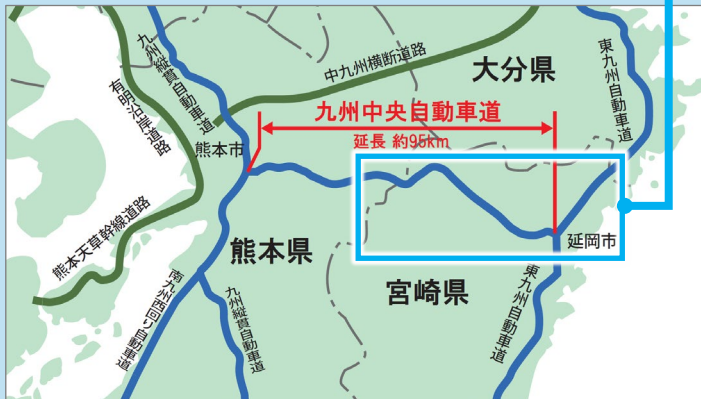 九州縦貫自動車道
有明沿岸道路
中九州横断道路
大分県
東九州自動車道
九州中央自動車道
延長 約95km
熊本市
熊本天草幹線道路
熊本県
延岡市
宮崎県
南九州西回り自動車道
九州縦貫自動車道
東九州自動車道